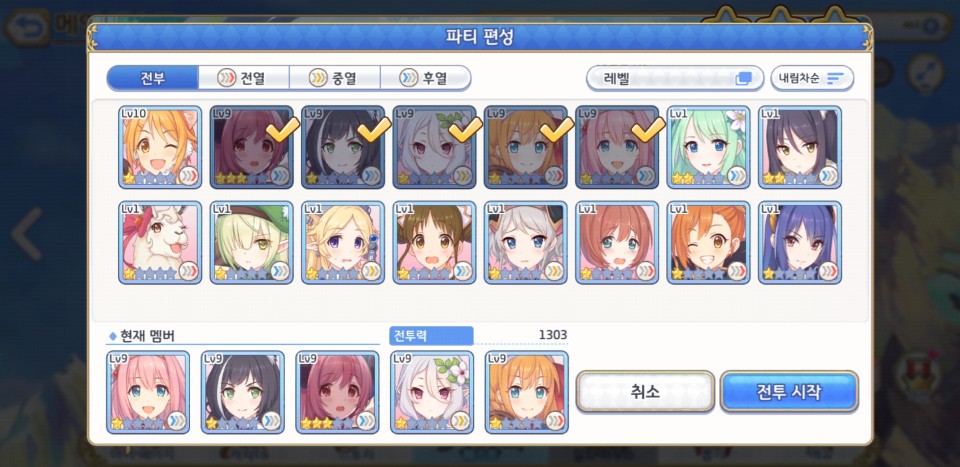 파티 편성
전부 전열 중열 후열 레벨 내림차순
Lv10 Lv9 Lv9 Lv9 Lv9 Lv9 Lv1 Lv1
Lv1 Lv1 Lv1 Lv1 Lv1 Lv1 Lv1 Lv1
현재 멤버 전투력 1303
Lv9 Lv9 Lv9 Lv9 Lv9
취소 전투 시작